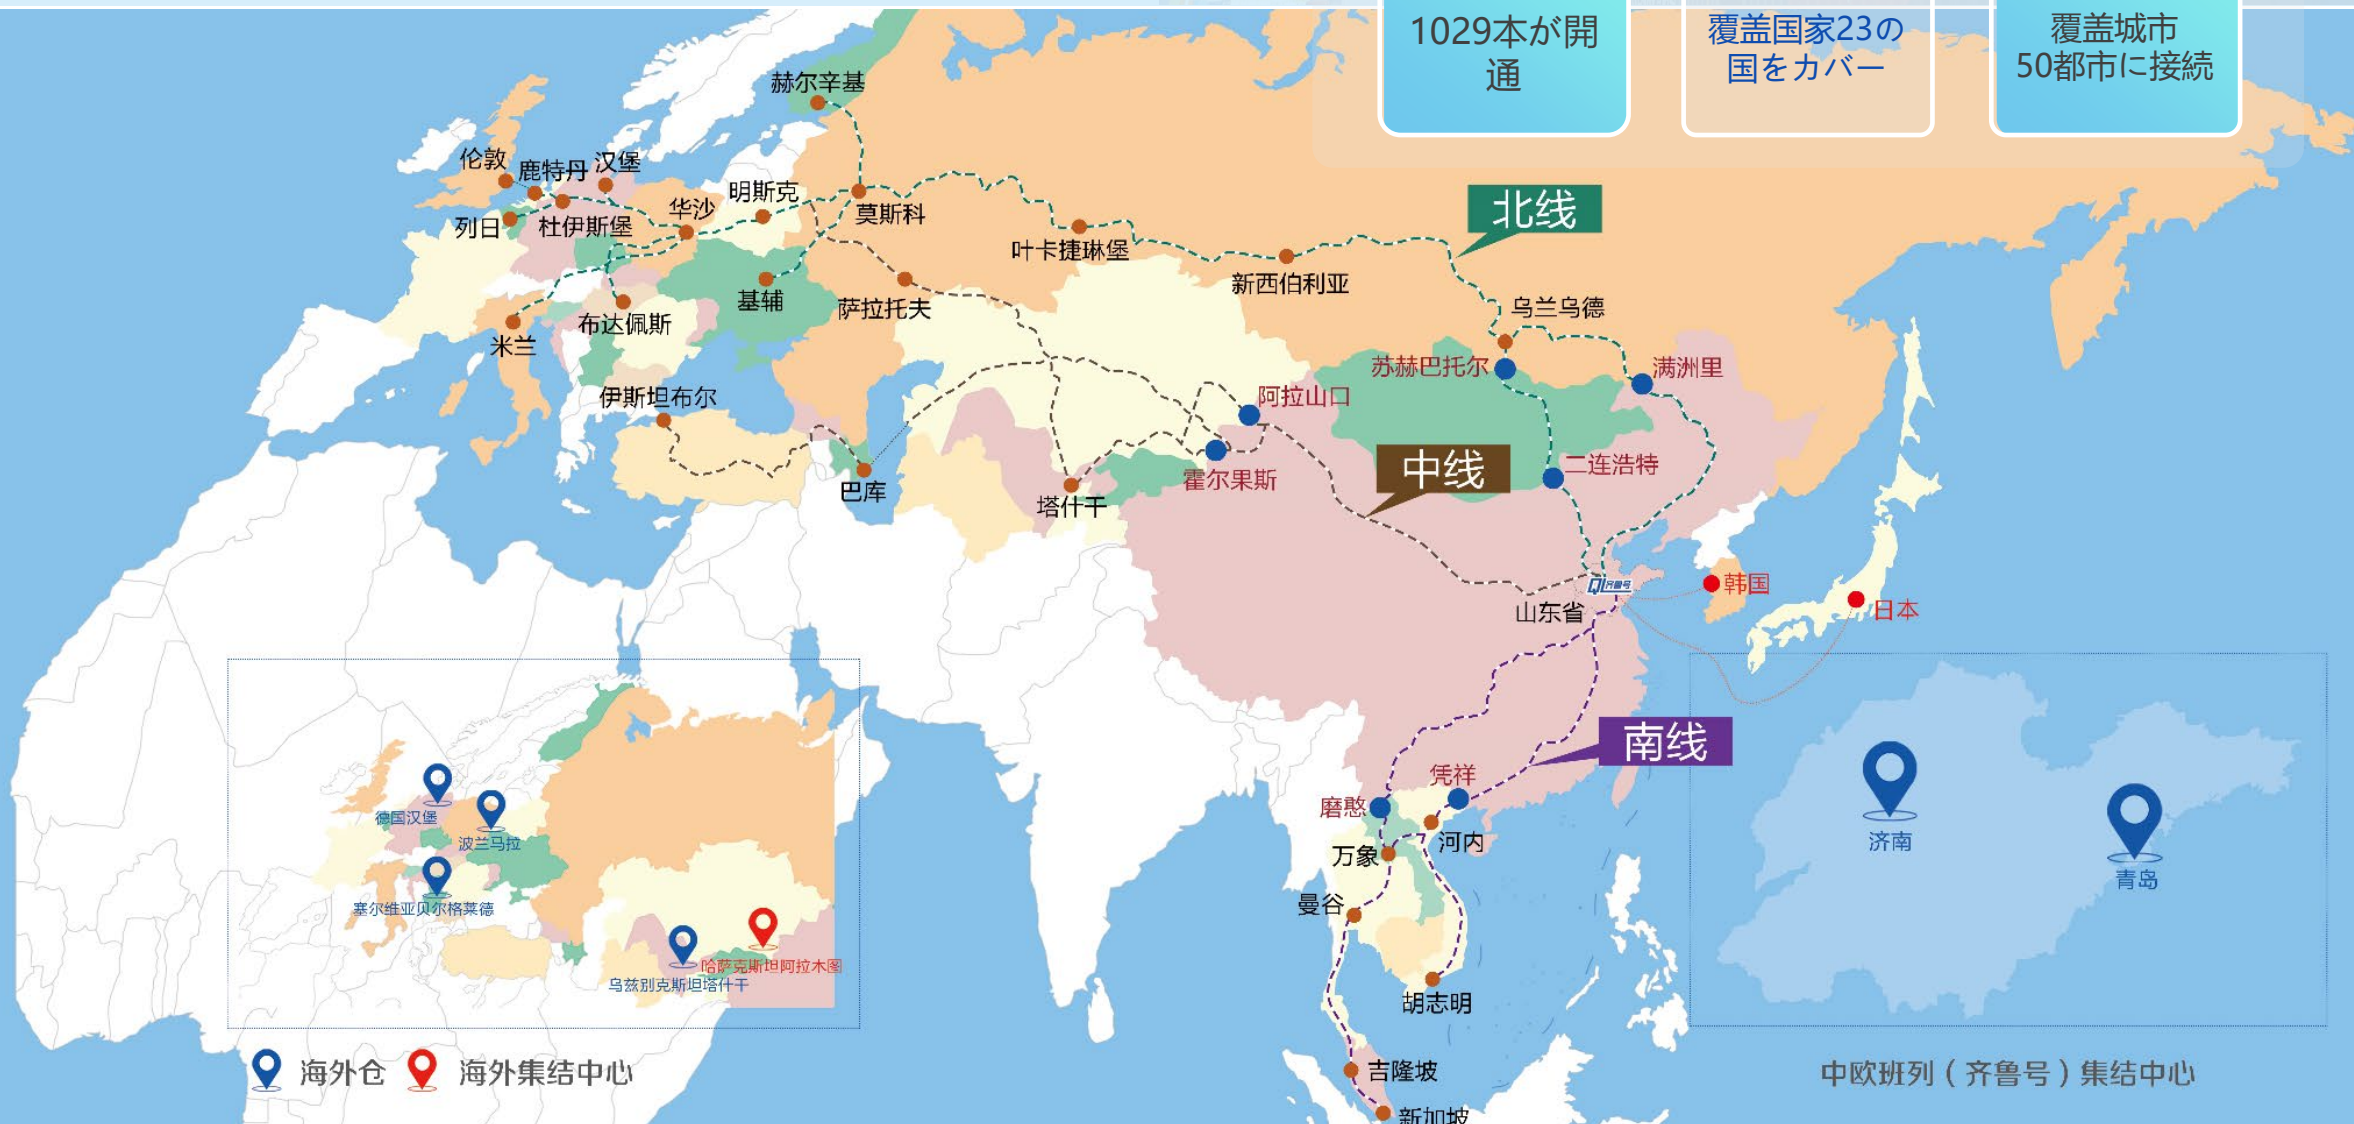 1029本が開
通
覆盖国家23の
国をカバー
覆盖城市
50都市に接続
赫尔辛基
伦敦
鹿特丹
汉堡
列日
杜伊斯堡
华沙
明斯克
莫斯科
叶卡捷琳堡
新西伯利亚
北线
乌兰乌德
基辅
萨拉托夫
布达佩斯
米兰
伊斯坦布尔
苏赫巴托尔
满洲里
阿拉山口
中线
二连浩特
霍尔果斯
巴库
塔什干
QL齐鲁号
山东省
韩国
日本
南线
凭祥
磨憨
河内
万象
曼谷
胡志明
吉隆坡
新加坡
德国汉堡
波兰马拉
塞尔维亚贝尔格莱德
哈萨克斯坦阿拉木图
乌兹别克斯坦塔什干
海外仓
海外集结中心
济南
青岛
中欧班列（齐鲁号）集结中心